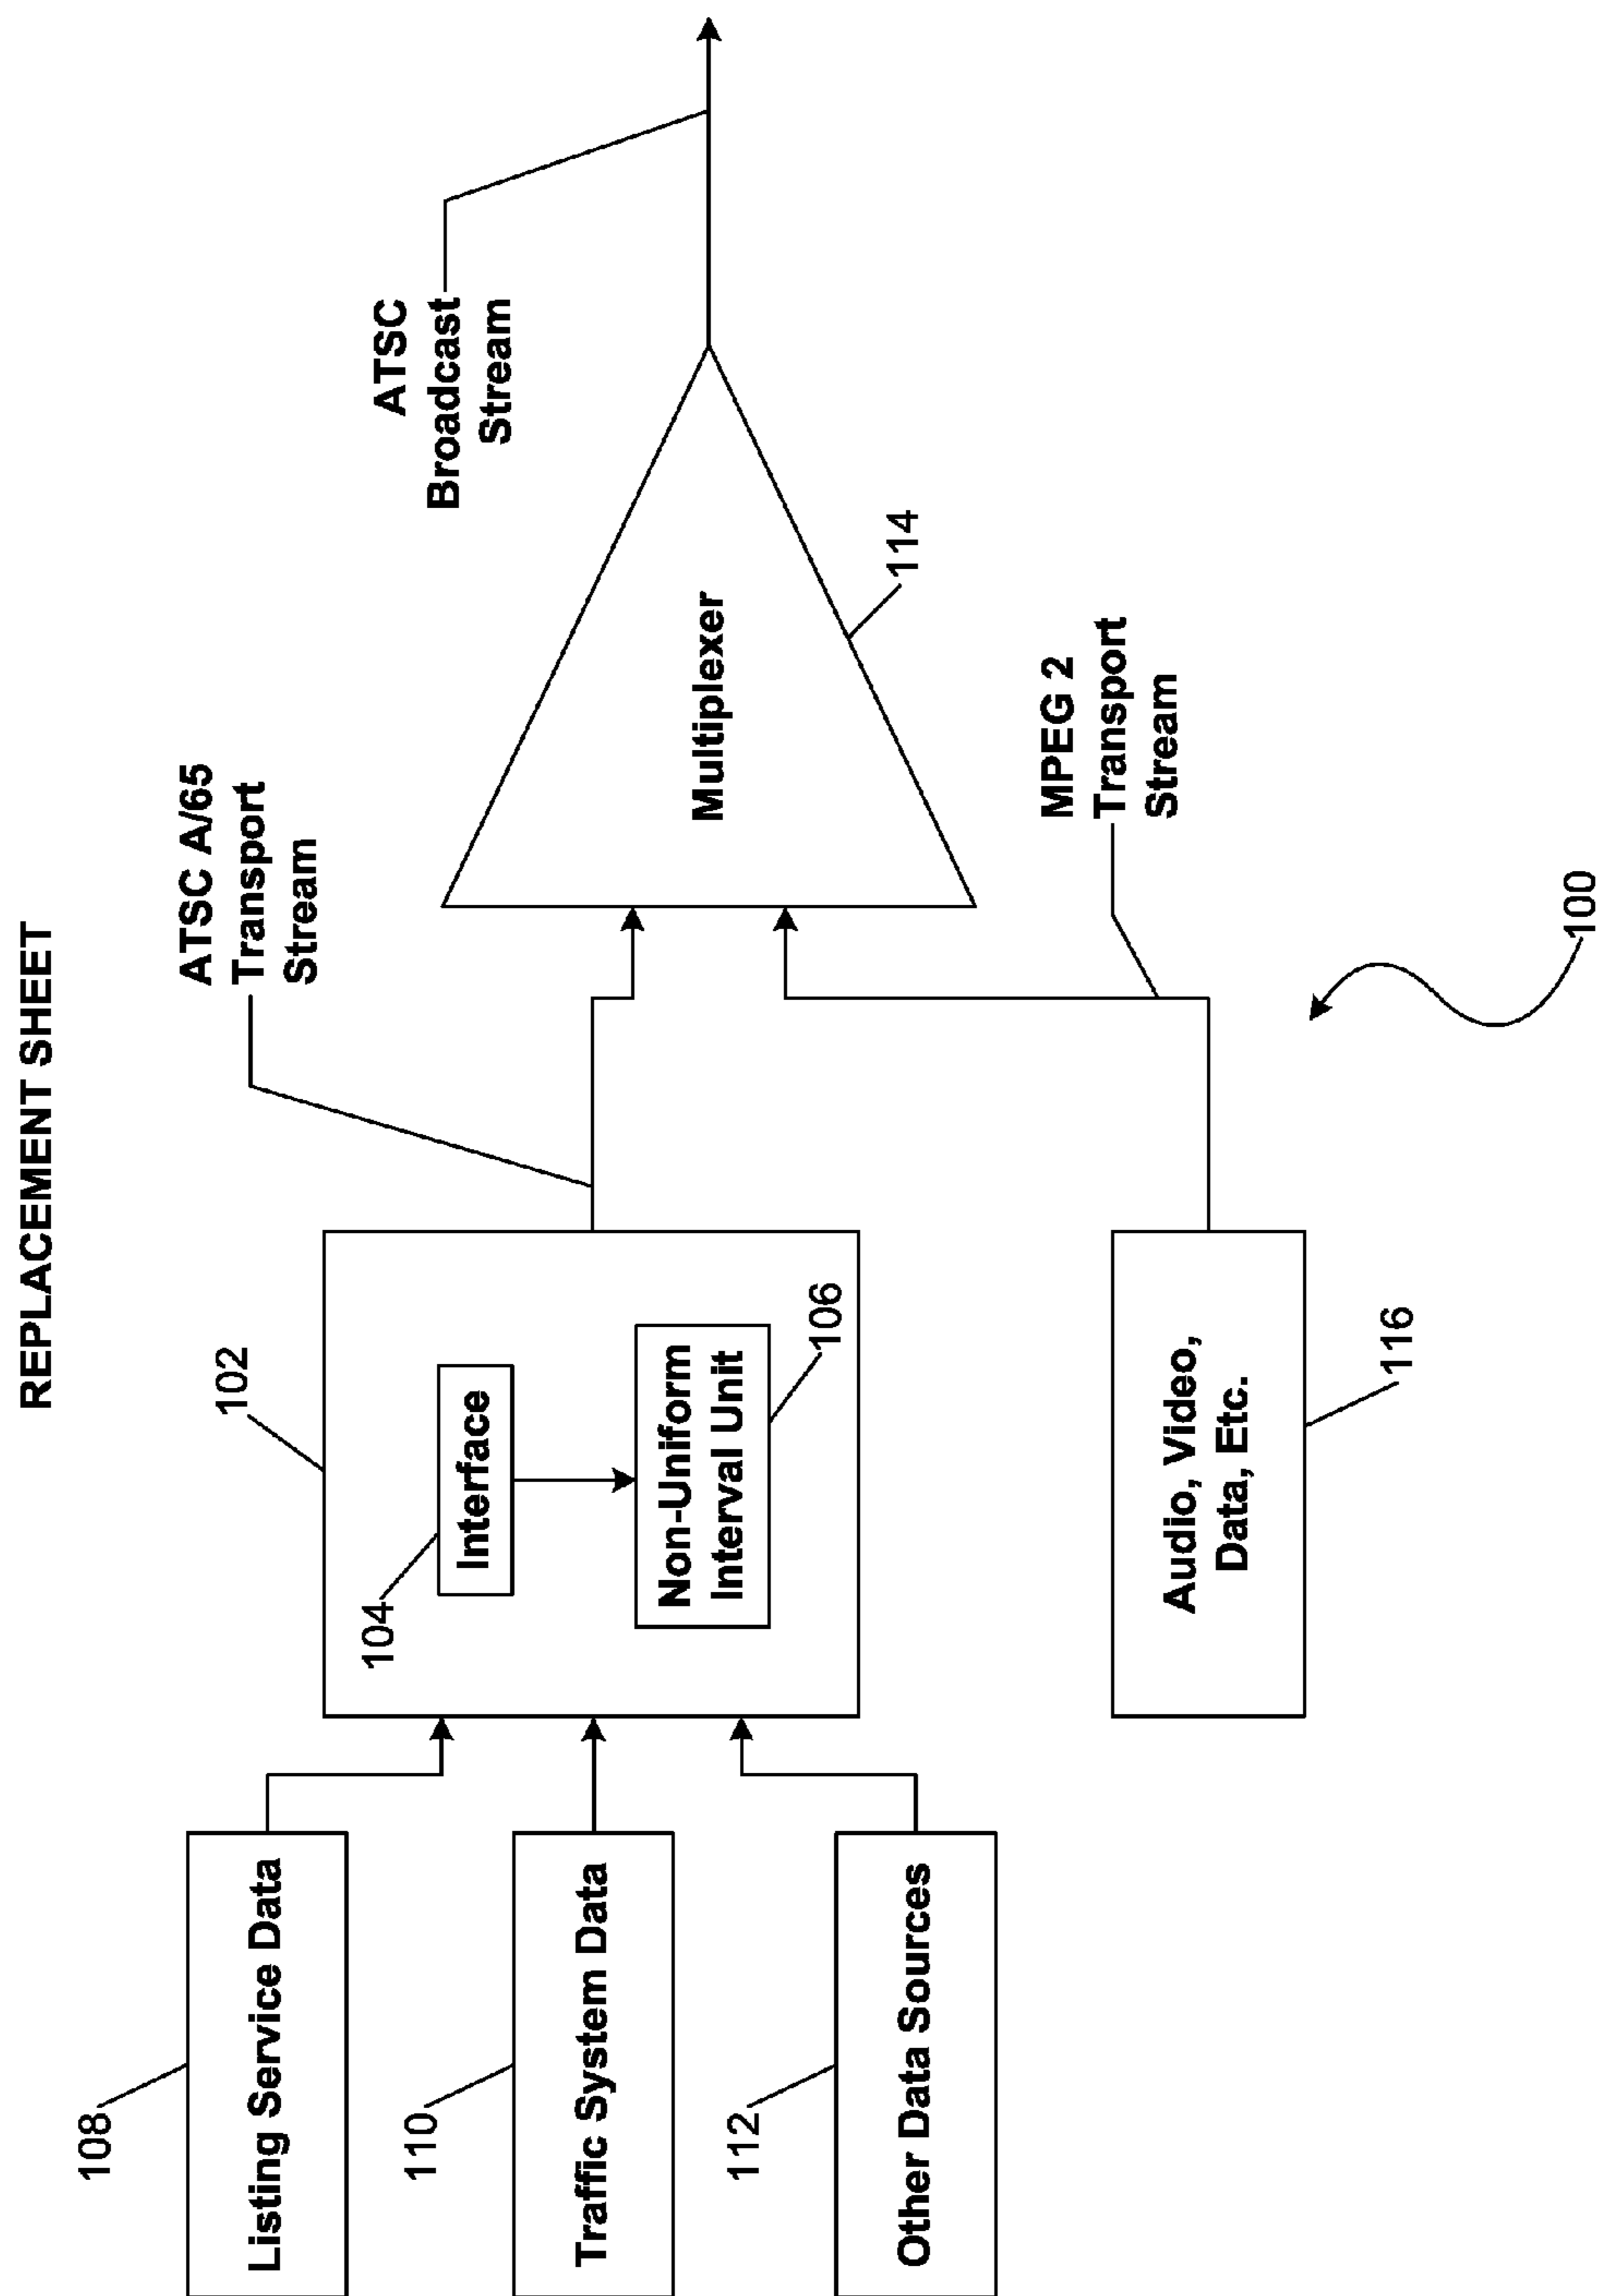 REPLACEMENT SHEET
108
Listing Service Data
110
Traffic System Data
112
Other Data Sources
102
104
Interface
Non-Uniform
Interval Unit
106
Audio, Video,
Data, Etc.
116
ATSC A/65
Transport
Stream
MPEG 2
Transport
Stream
Multiplexer
114
ATSC
Broadcast
Stream
100